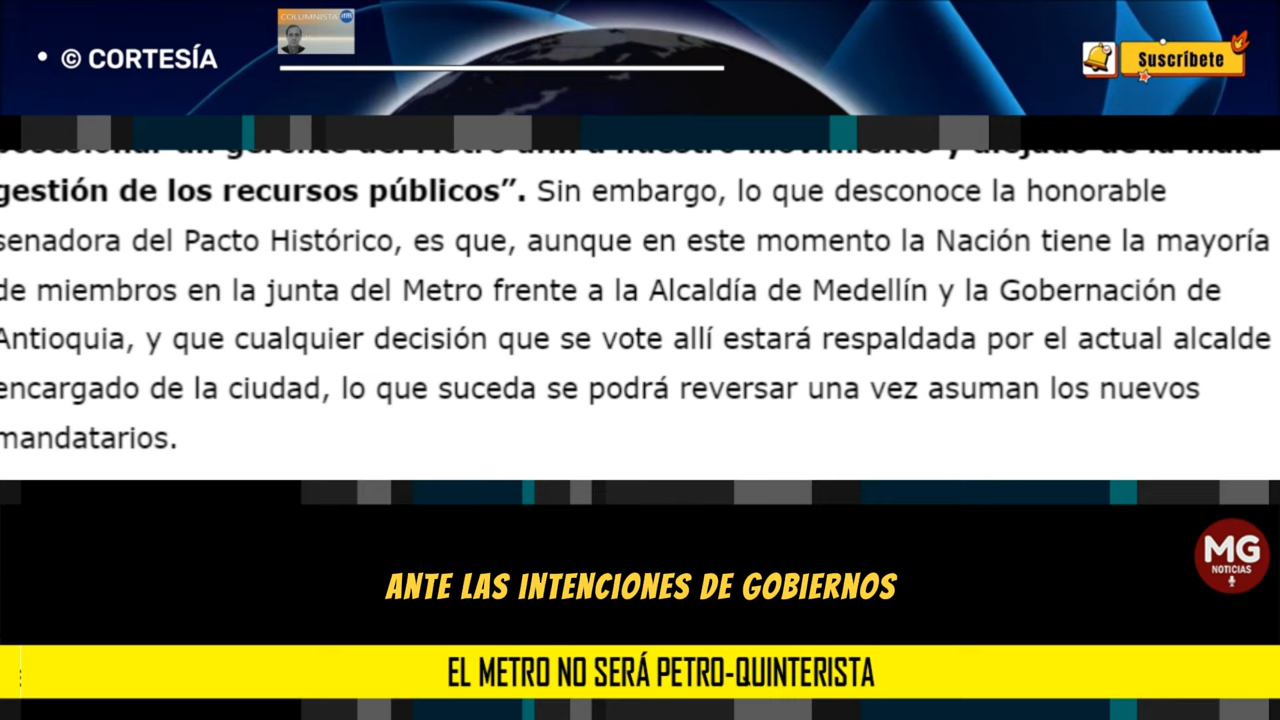 COLUMNISTA
• © CORTESÍA
Suscríbete
gestión de los recursos públicos”. Sin embargo, lo que desconoce la honorable
senadora del Pacto Histórico, es que, aunque en este momento la Nación tiene la mayoría
de miembros en la junta del Metro frente a la Alcaldía de Medellín y la Gobernación de
Antioquia, y que cualquier decisión que se vote allí estará respaldada por el actual alcalde
encargado de la ciudad, lo que suceda se podrá reversar una vez asuman los nuevos
mandatarios.
MG
NOTICIAS
ANTE LAS INTENCIONES DE GOBIERNOS
EL METRO NO SERÁ PETRO-QUINTERISTA